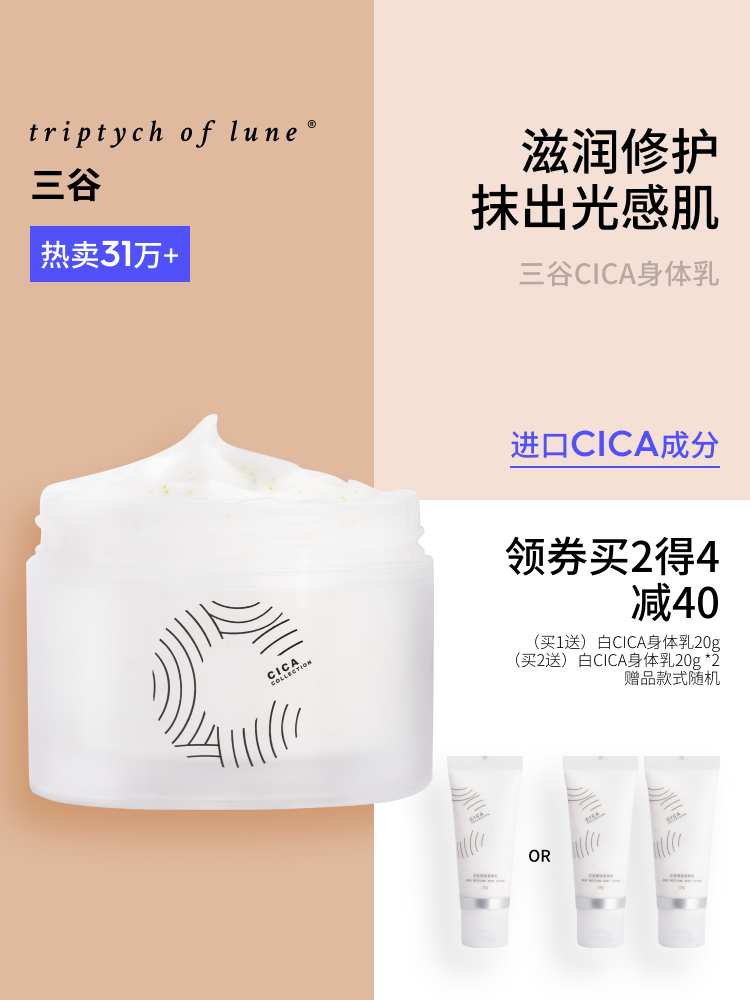 triptych of lune®
三谷
热卖31万+
滋润修护
抹出光感肌
三谷CICA身体乳
进口CICA成分
领券买2得4
减40
（买1送）白CICA身体乳20g
（买2送）白CICA身体乳20g *2
赠品款式随机
CICA
COLLECTION
OR
CICA
CICA
CICA